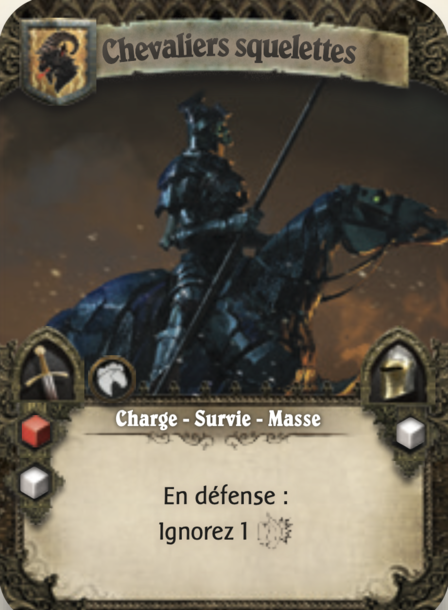 Chevaliers squelettes
Charge - Survie - Masse
En défense :
Ignorez 1